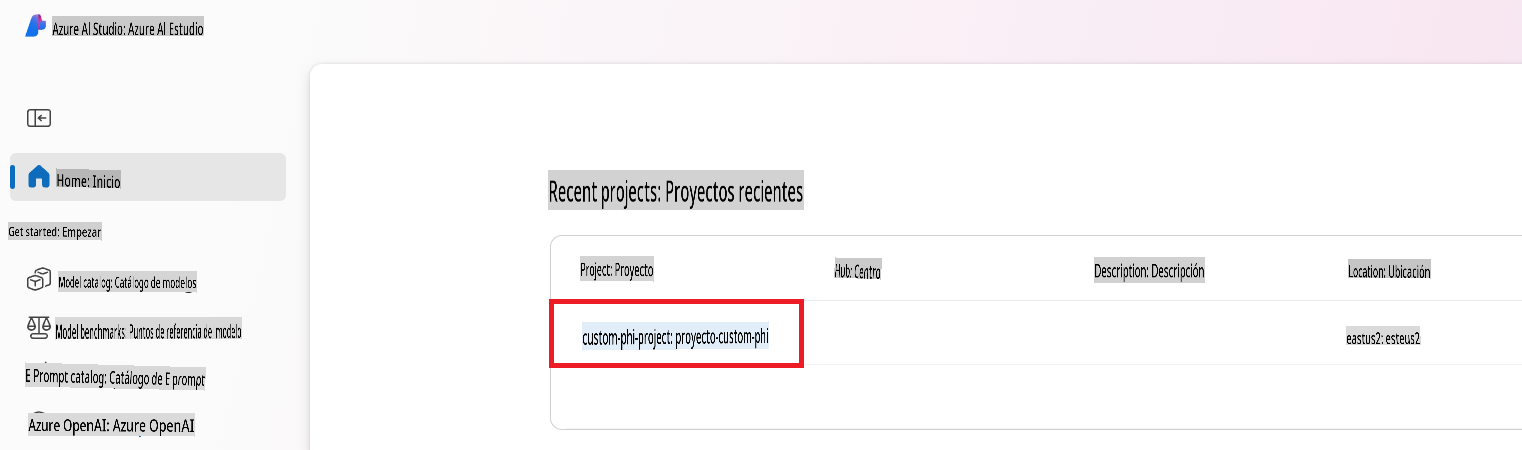 Azure Al Studio: Azure Al Estudio
Home: Inicio
Get started: Empezar
Model catalog: Catálogo de modelos
Model benchmarks: Puntos de referencia de modelo
E Prompt catalog: Catálogo de E prompt
Azure OpenAI: Azure OpenAI
Recent projects: Proyectos recientes
Project: Proyecto
Hub: Centro
Description: Descripción
Location: Ubicación
custom-phi-project: proyecto-custom-phi
eastus2: esteus2